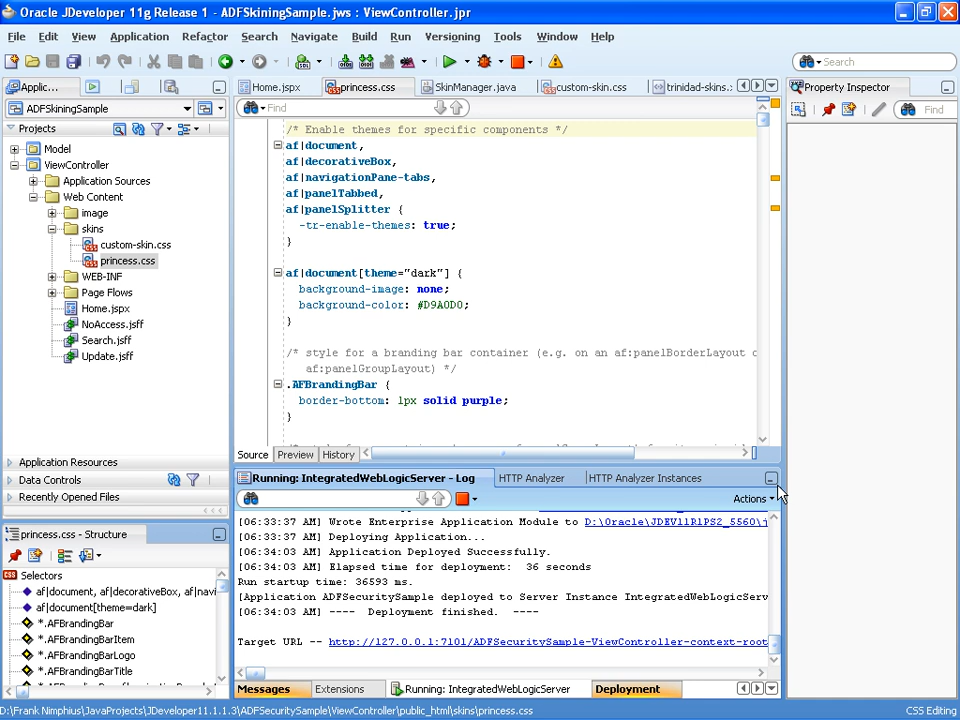 Oracle JDeveloper 11g Release 1 - ADFSkiningSample.jws : ViewController.jpr
File Edit View Application Refactor Search Navigate Build Run Versioning Tools Window Help
Search
Applic...
ADFSkiningSample
Projects
Model
ViewController
Application Sources
Web Content
image
skins
custom-skin.css
princess.css
WEB-INF
Page Flows
Home.jspx
NoAccess.jsff
Search.jsff
Update.jsff
Application Resources
Data Controls
Recently Opened Files
princess.css - Structure
CSS Selectors
af|document, af|decorativeBox, af|navi
af|document[theme=dark]
*.AFBrandingBar
*.AFBrandingBarItem
*.AFBrandingBarLogo
*.AFBrandingBarTitle
Home.jspx princess.css SkinManager.java custom-skin.css trinidad-skins.
Find
/* Enable themes for specific components */
af|document,
af|decorativeBox,
af|navigationPane-tabs,
af|panelTabbed,
af|panelSplitter {
-tr-enable-themes: true;
}
af|document[theme="dark"] {
background-image: none;
background-color: #D9A0D0;
}
/* style for a branding bar container (e.g. on an af:panelBorderLayout
af:panelGroupLayout) */
.AFBrandingBar {
border-bottom: 1px solid purple;
}
Source Preview History
Running: IntegratedWebLogicServer - Log HTTP Analyzer HTTP Analyzer Instances
Actions
[06:33:37 AM] Wrote Enterprise Application Module to D:\Oracle\JDEV11R1PS2_5560\j
[06:33:37 AM] Deploying Application...
[06:34:03 AM] Application Deployed Successfully.
[06:34:03 AM] Elapsed time for deployment: 36 seconds
Run startup time: 36593 ms.
[Application ADFSecuritySample deployed to Server Instance IntegratedWebLogicServ
[06:34:03 AM] ---- Deployment finished. ----
Target URL -- http://127.0.0.1:7101/ADFSecuritySample-ViewController-context-root
Messages Extensions Running: IntegratedWebLogicServer Deployment
Property Inspector
Find
D:\Frank Nimphius\JavaProjects\JDeveloper11.1.1.3\ADFSecuritySample\ViewController\public_html\skins\princess.css
CSS Editing